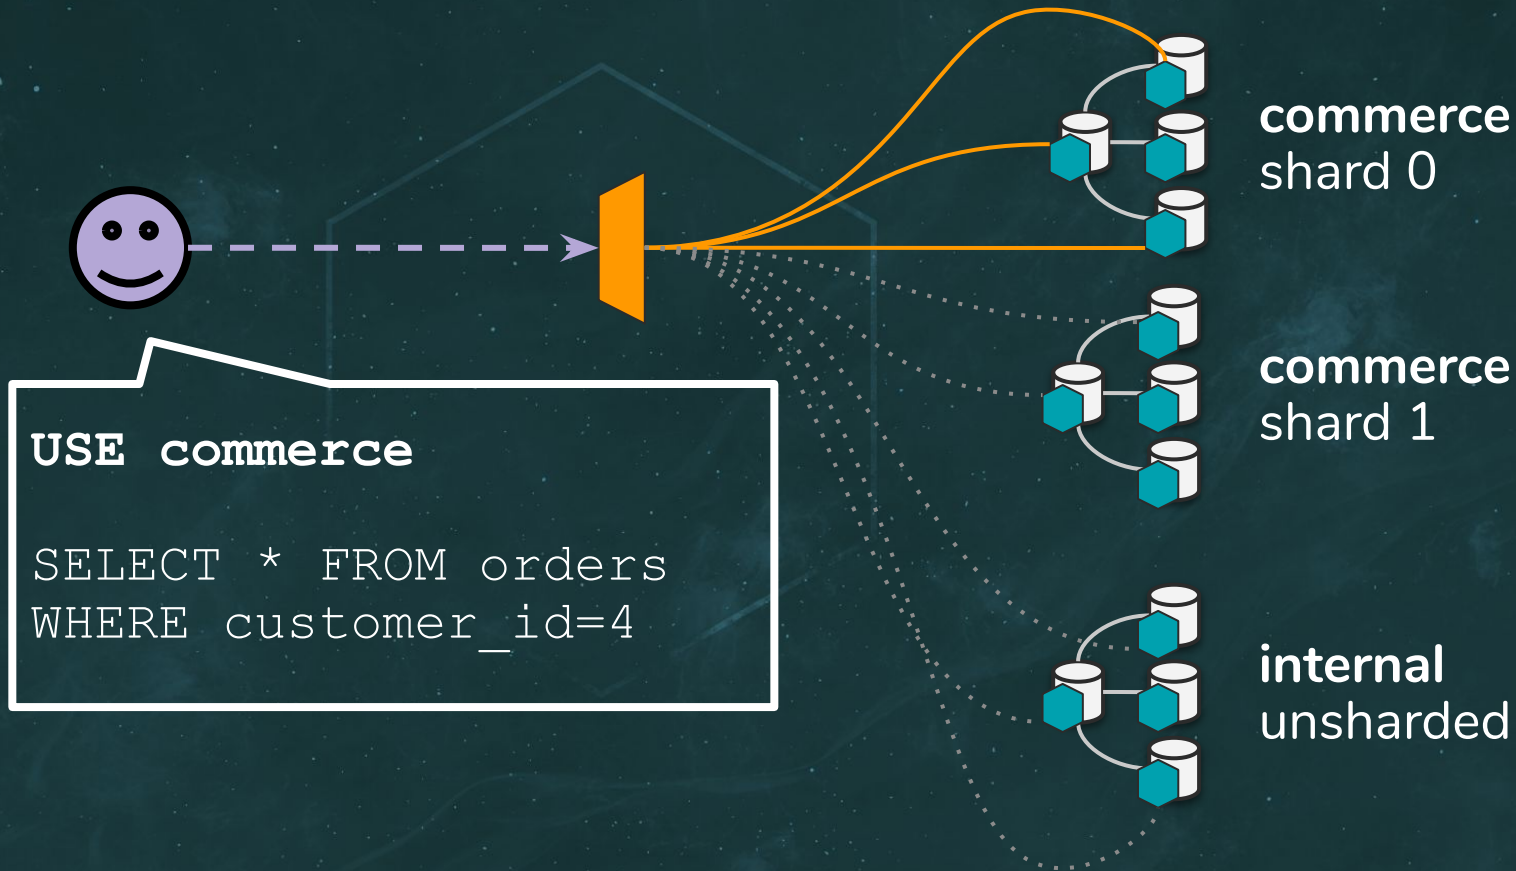 commerce
shard 0
commerce
shard 1
USE commerce
SELECT * FROM orders
WHERE customer_id=4
internal
unsharded